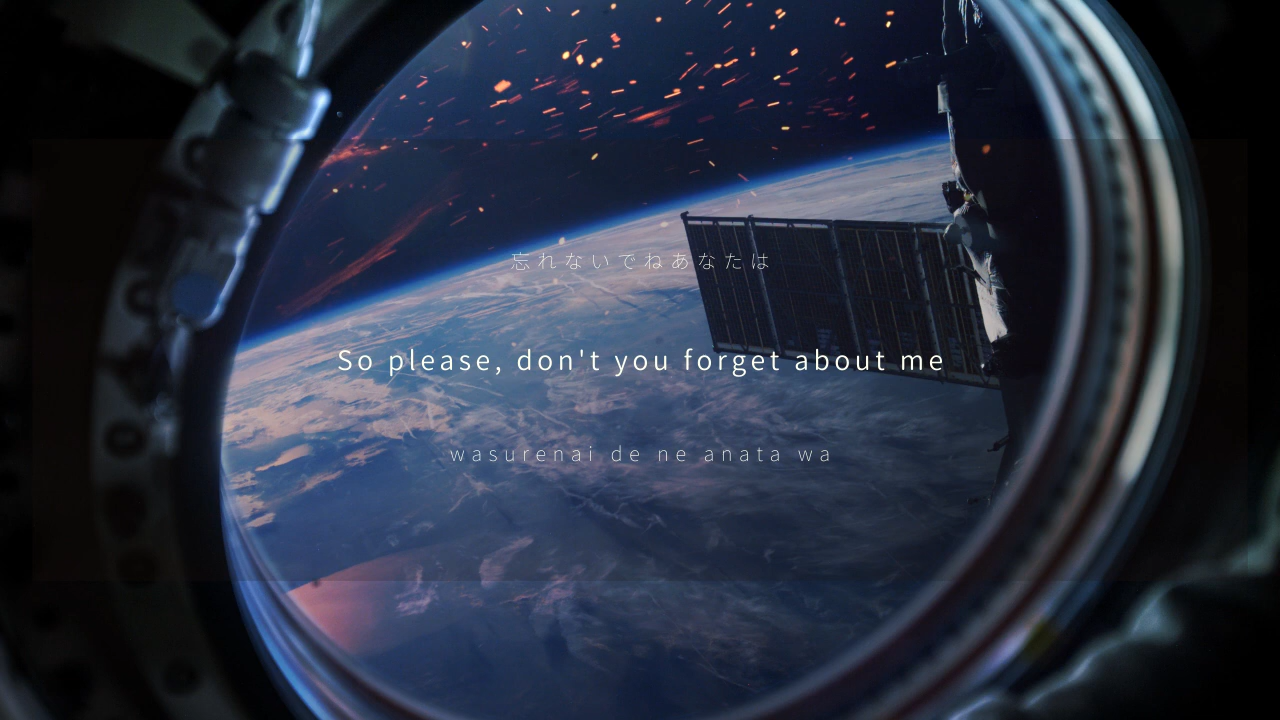 忘れないでねあなたは
So please, don't you forget about me
wasurenai de ne anata wa